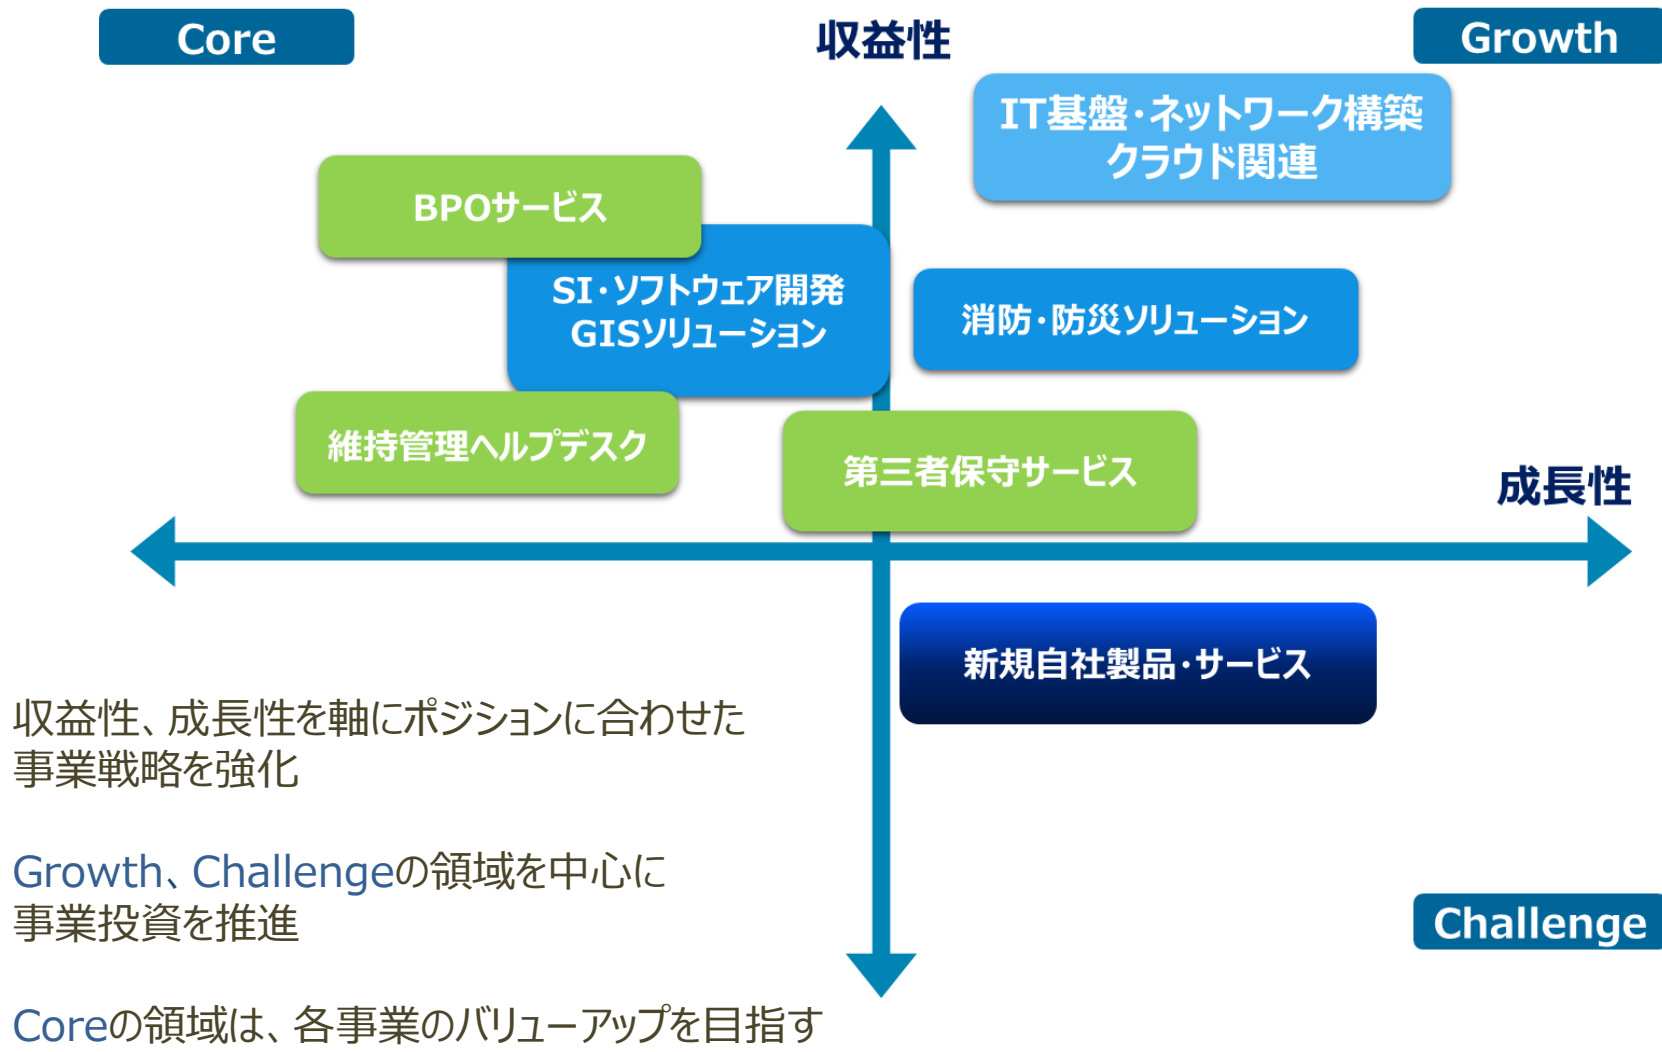 Core
収益性
Growth
IT基盤・ネットワーク構築
クラウド関連
BPOサービス
SI・ソフトウェア開発
GISソリューション
消防・防災ソリューション
維持管理ヘルプデスク
第三者保守サービス
成長性
新規自社製品・サービス
収益性、成長性を軸にポジションに合わせた
事業戦略を強化
Growth、Challengeの領域を中心に
事業投資を推進
Challenge
Coreの領域は、各事業のバリューアップを目指す